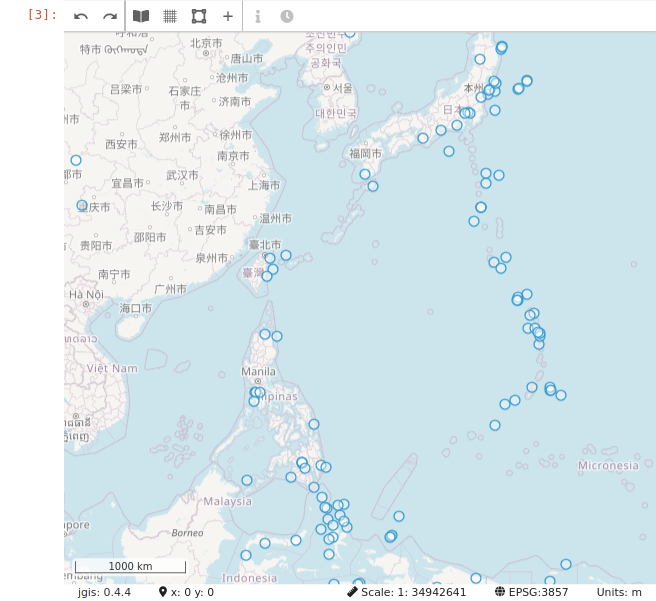 [3]:
北京市
조선민주
주의인민
공화국
特市
唐山市
沧州市
서울
本州
吕梁市
石家庄
市
济南市
日本
대한민국
徐州市
郑州市
西安市
南京市
福岡市
宜昌市
武汉市
上海市
重庆市
长沙市
南昌市
温州市
邵阳市
吉安市
贵阳市
臺北市
泉州市
南宁市
臺灣
广州市
Hà Nội
海口市
Việt Nam
Manila
Micronesia
Malaysia
Borneo
Indonesia
1000 km
jgis: 0.4.4
x: 0 y: 0
Scale: 1: 34942641
EPSG:3857
Units: m